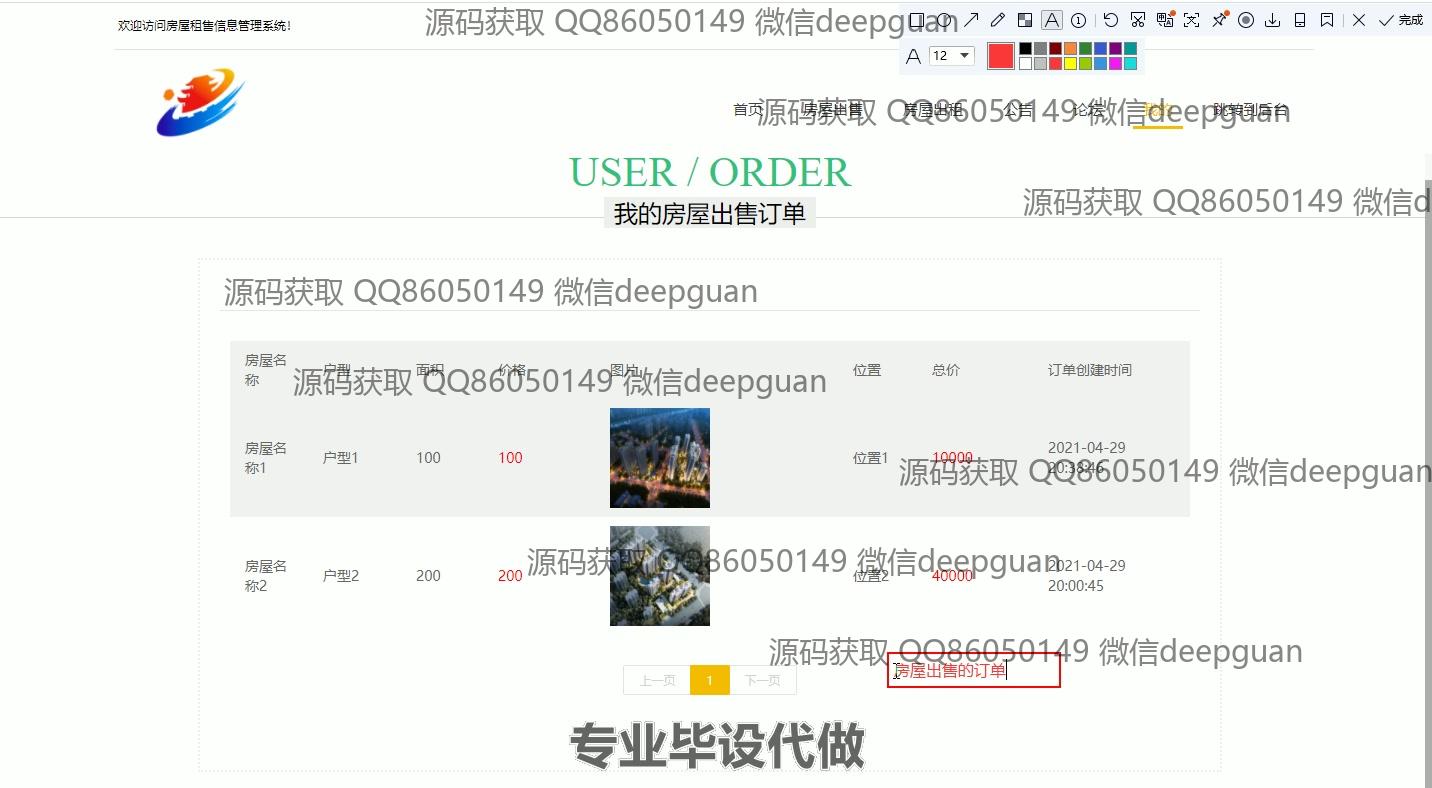 欢迎访问房屋租售信息管理系统!
源码获取 QQ86050149 微信deepguan
完成
12
首页 房屋出售 房屋出租 公告 论坛 我的 跳转到后台
源码获取 QQ86050149 微信deepguan
USER / ORDER
源码获取 QQ86050149 微信d
我的房屋出售订单
源码获取 QQ86050149 微信deepguan
房屋名称 户型 面积 价格 图片 位置 总价 订单创建时间
源码获取 QQ86050149 微信deepguan
房屋名称1 户型1 100 100 位置1 10000 2021-04-29 20:38:46
源码获取 QQ86050149 微信deepguan
房屋名称2 户型2 200 200 位置2 40000 2021-04-29 20:00:45
源码获取 QQ86050149 微信deepguan
源码获取 QQ86050149 微信deepguan
上一页 1 下一页
房屋出售的订单
专业毕设代做